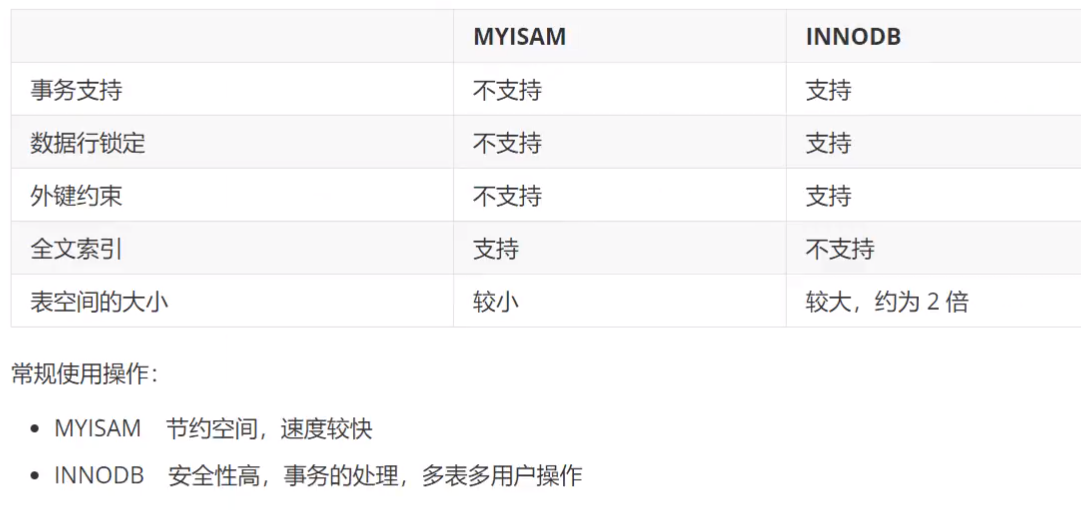 MYISAM INNODB
事务支持 不支持 支持
数据行锁定 不支持 支持
外键约束 不支持 支持
全文索引 支持 不支持
表空间的大小 较小 较大，约为 2 倍
常规使用操作：
• MYISAM 节约空间，速度较快
• INNODB 安全性高，事务的处理，多表多用户操作